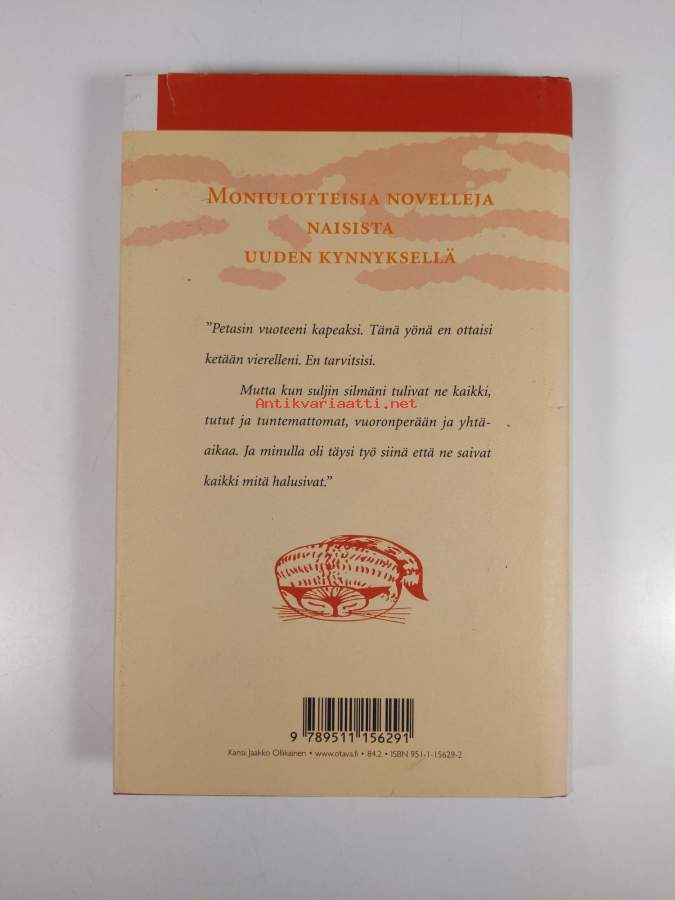 MONIULOTTEISIA NOVELLEJA
NAISISTA
UUDEN KYNNYKSELLÄ
”Petasin vuoteeni kapeaksi. Tänä yönä en ottaisi
ketään vierelleni. En tarvitsisi.
Mutta kun suljin silmäni tulivat ne kaikki,
Antikvariaatti.net
tutut ja tuntemattomat, vuoronperään ja yhtä-
aikaa. Ja minulla oli täysi työ siinä että ne saivat
kaikki mitä halusivat.”
9 789511 156291
Kansi: Jaakko Ollikainen • www.otava.fi • 84.2 • ISBN 951-1-15629-2